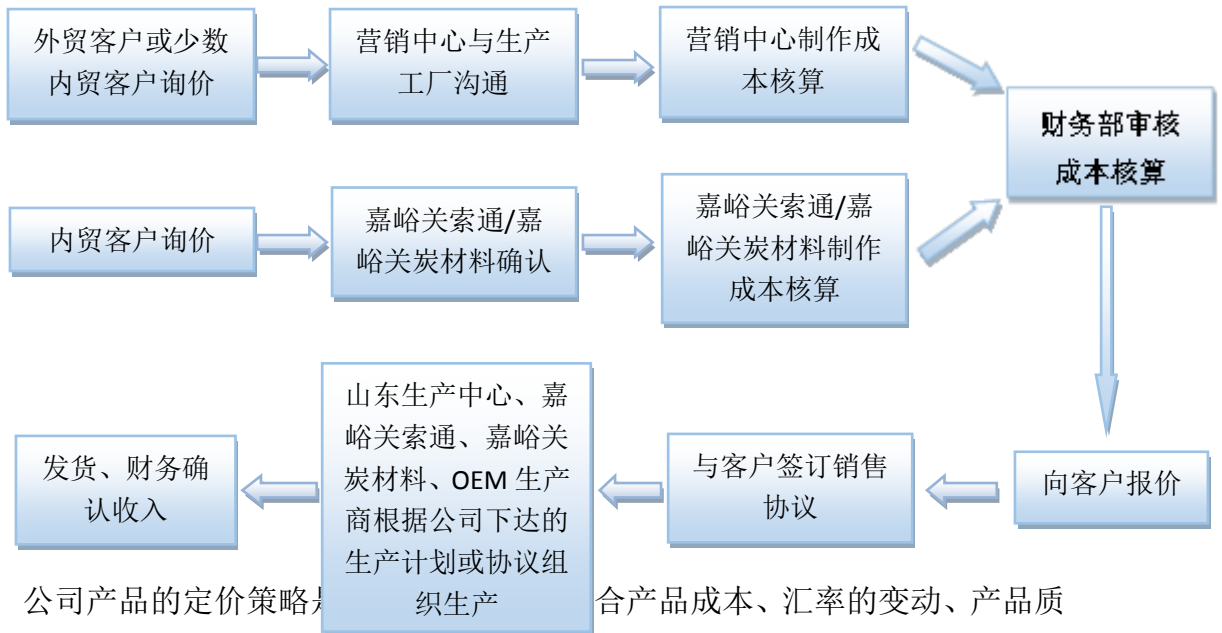 外贸客户或少数
内贸客户询价
营销中心与生产
工厂沟通
营销中心制作成
本核算
财务部审核
成本核算
内贸客户询价
嘉峪关索通/嘉
峪关炭材料确认
嘉峪关索通/嘉
峪关炭材料制作
成本核算
发货、财务确
认收入
山东生产中心、嘉
峪关索通、嘉峪关
炭材料、OEM 生产
商根据公司下达的
生产计划或协议组
织生产
与客户签订销售
协议
向客户报价
公司产品的定价策略是 合产品成本、汇率的变动、产品质